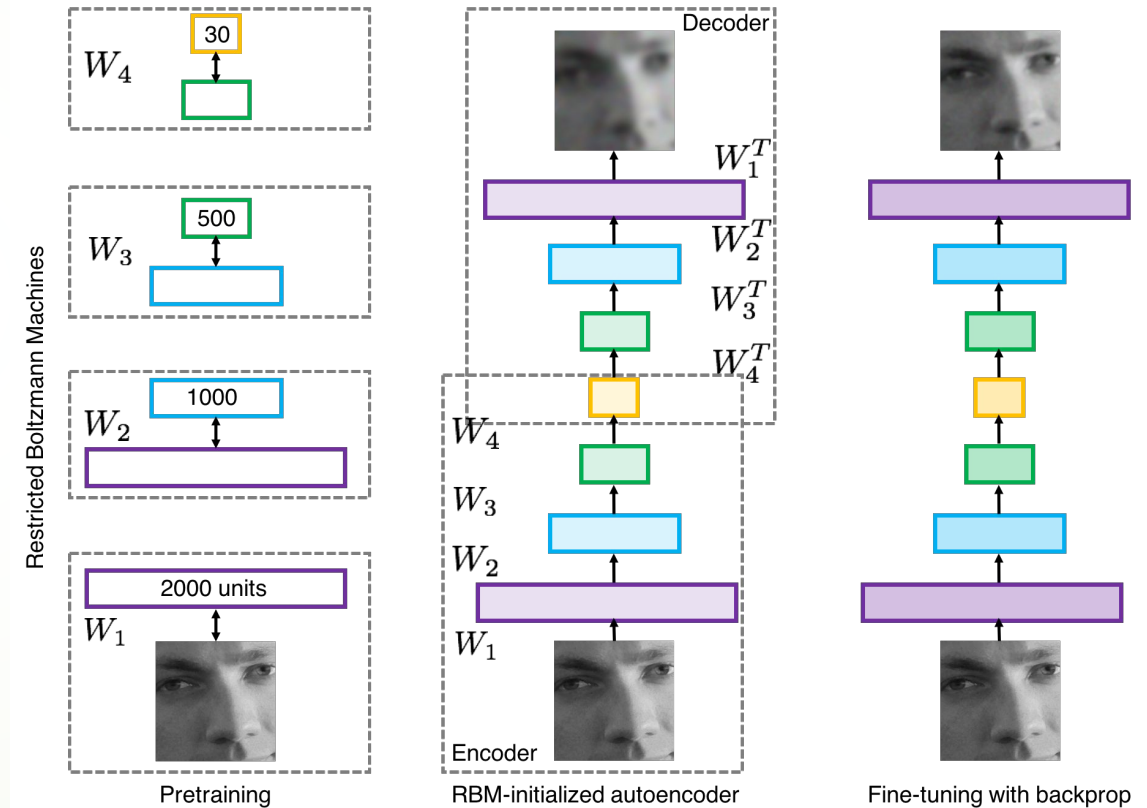 Restricted Boltzmann Machines
30
W₄
500
W₃
1000
W₂
2000 units
W₁
Pretraining
Decoder
W₁ᵀ
W₂ᵀ
W₃ᵀ
W₄ᵀ
W₄
W₃
W₂
W₁
Encoder
RBM-initialized autoencoder
Fine-tuning with backprop